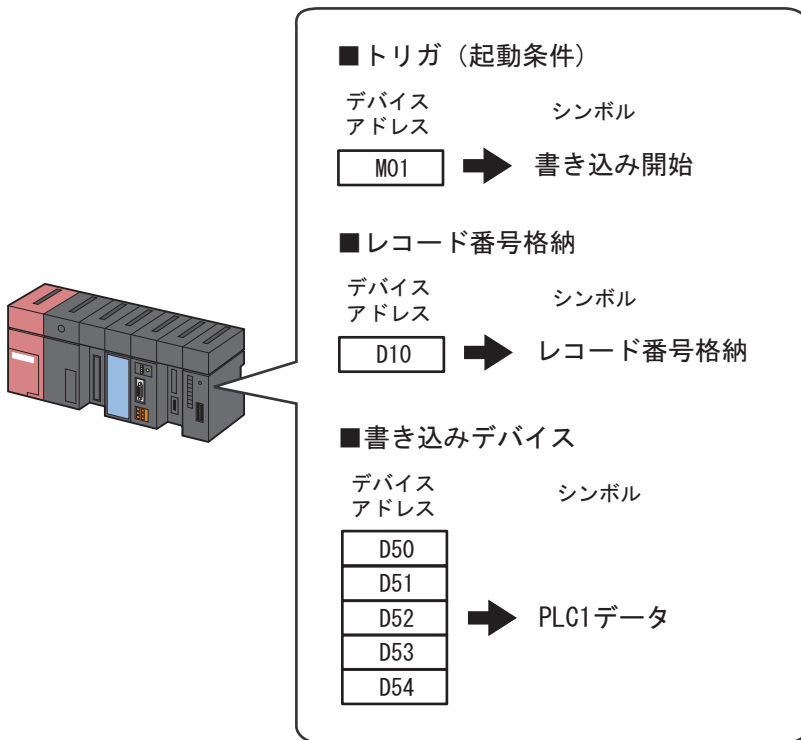 ■トリガ（起動条件）
デバイス
アドレス
シンボル
M01
書き込み開始
■レコード番号格納
デバイス
アドレス
シンボル
D10
レコード番号格納
■書き込みデバイス
デバイス
アドレス
シンボル
D50
D51
D52
PLC1データ
D53
D54